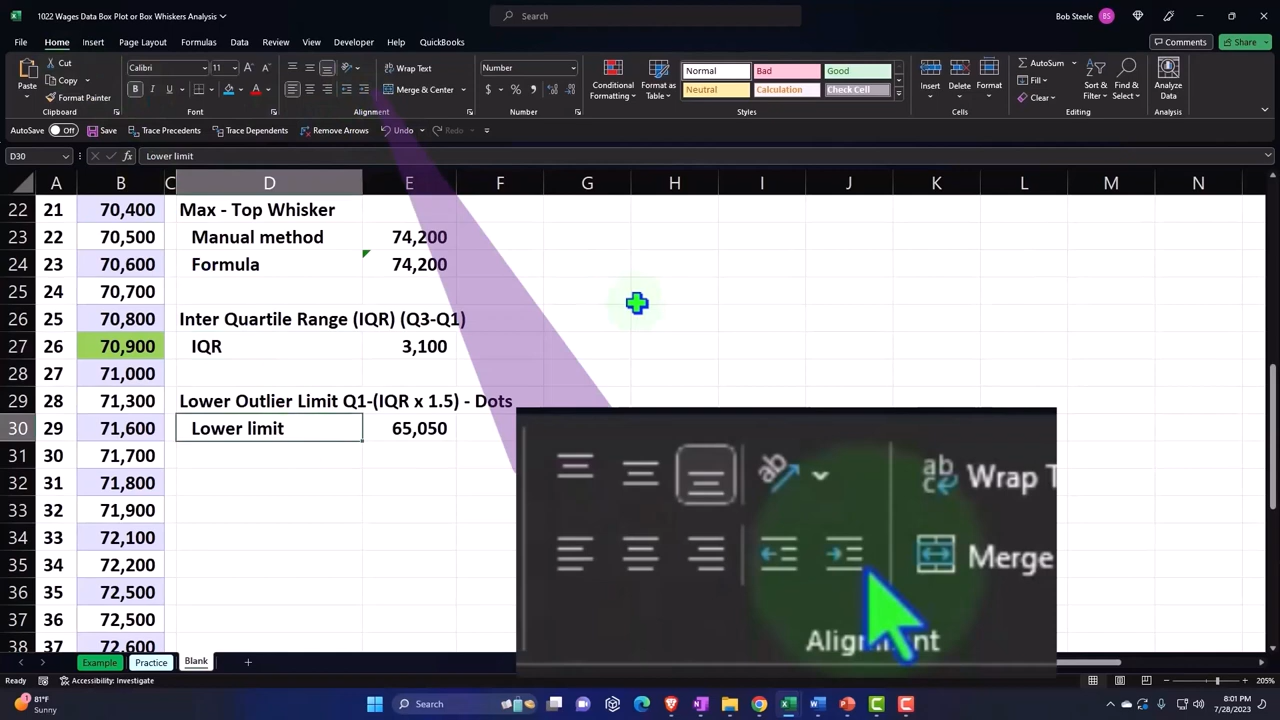 1022 Wages Data Box Plot or Box Whiskers Analysis
Search
Bob Steele BS
File Home Insert Page Layout Formulas Data Review View Developer Help QuickBooks
Comments Share
Paste Cut Copy Format Painter
Clipboard
Calibri 11
B I U
Font
Wrap Text
Merge & Center
Alignment
Number
$ % ,
Number
Conditional Formatting Format as Table
Normal Bad Good
Neutral Calculation Check Cell
Styles
Insert Delete Format
Cells
AutoSum
Fill
Clear
Sort & Filter Find & Select
Editing
AutoSave Off Save Trace Precedents Trace Dependents Remove Arrows Undo Redo
D30 fx Lower limit
A B C D E F G H I J K L M N
22 21 70,400 Max - Top Whisker
23 22 70,500 Manual method 74,200
24 23 70,600 Formula 74,200
25 24 70,700
26 25 70,800 Inter Quartile Range (IQR) (Q3-Q1)
27 26 70,900 IQR 3,100
28 27 71,000
29 28 71,300 Lower Outlier Limit Q1-(IQR x 1.5) - Dots
30 29 71,600 Lower limit 65,050
31 30 71,700
32 31 71,800
33 32 71,900
34 33 72,100
35 34 72,200
36 35 72,500
37 36 72,500
38 37 72,600
ab
ab c Wrap T
Merge
Alignment
Example Practice Blank
Ready Accessibility: Investigate 205%
81°F
Sunny
Search
8:01 PM
7/28/2023